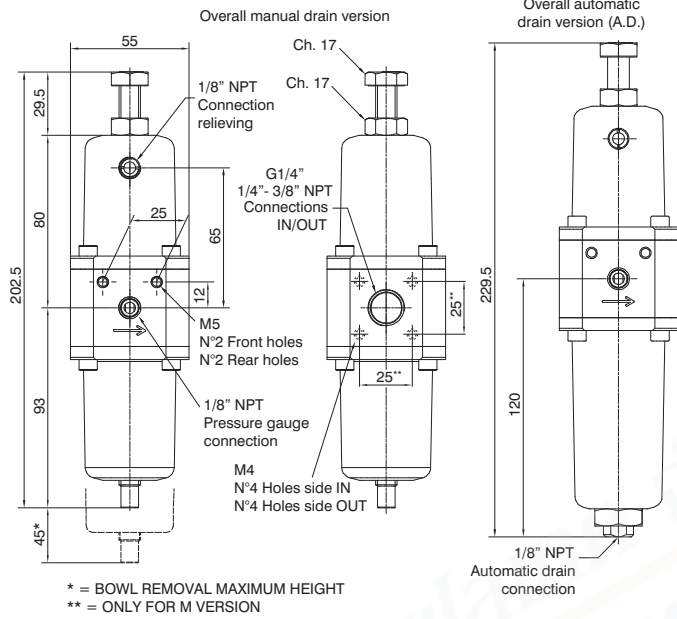 Overall manual drain version
Overall automatic
drain version (A.D.)
55
Ch. 17
Ch. 17
1/8” NPT
Connection
relieving
29.5
80
202.5
93
45*
25
65
12
G1/4”
1/4”- 3/8” NPT
Connections
IN/OUT
M5
N°2 Front holes
N°2 Rear holes
25**
25**
1/8” NPT
Pressure gauge
connection
M4
N°4 Holes side IN
N°4 Holes side OUT
229.5
120
1/8” NPT
Automatic drain
connection
* = BOWL REMOVAL MAXIMUM HEIGHT
** = ONLY FOR M VERSION